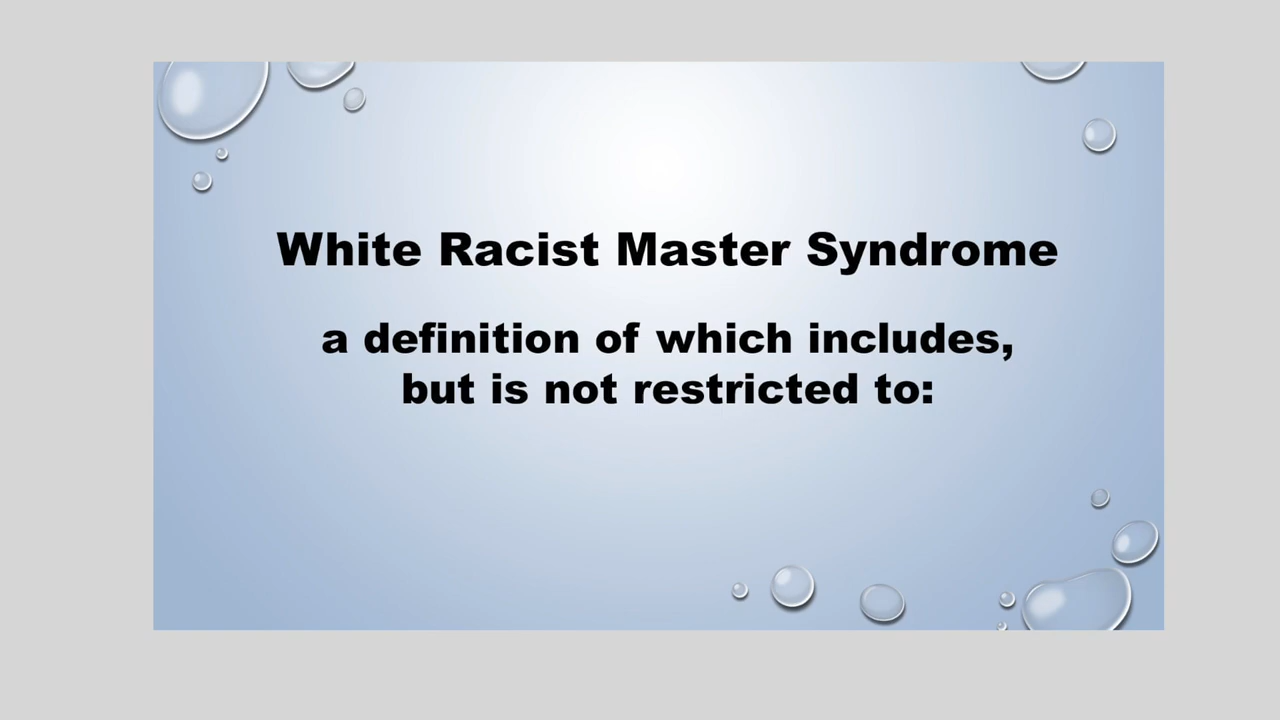 White Racist Master Syndrome
a definition of which includes,
but is not restricted to: